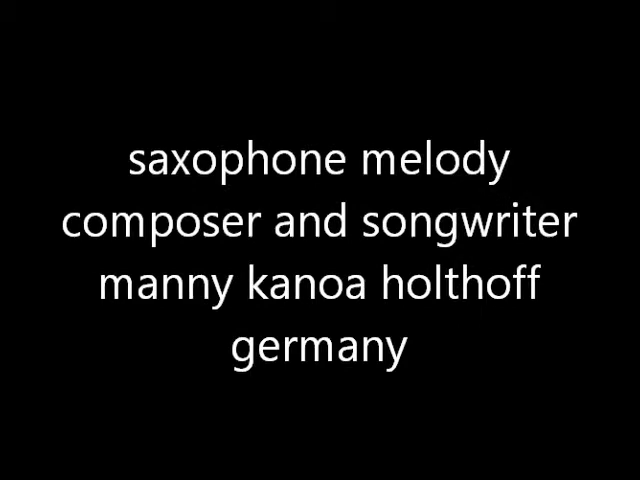 saxophone melody
composer and songwriter
manny kanoa holthoff
germany